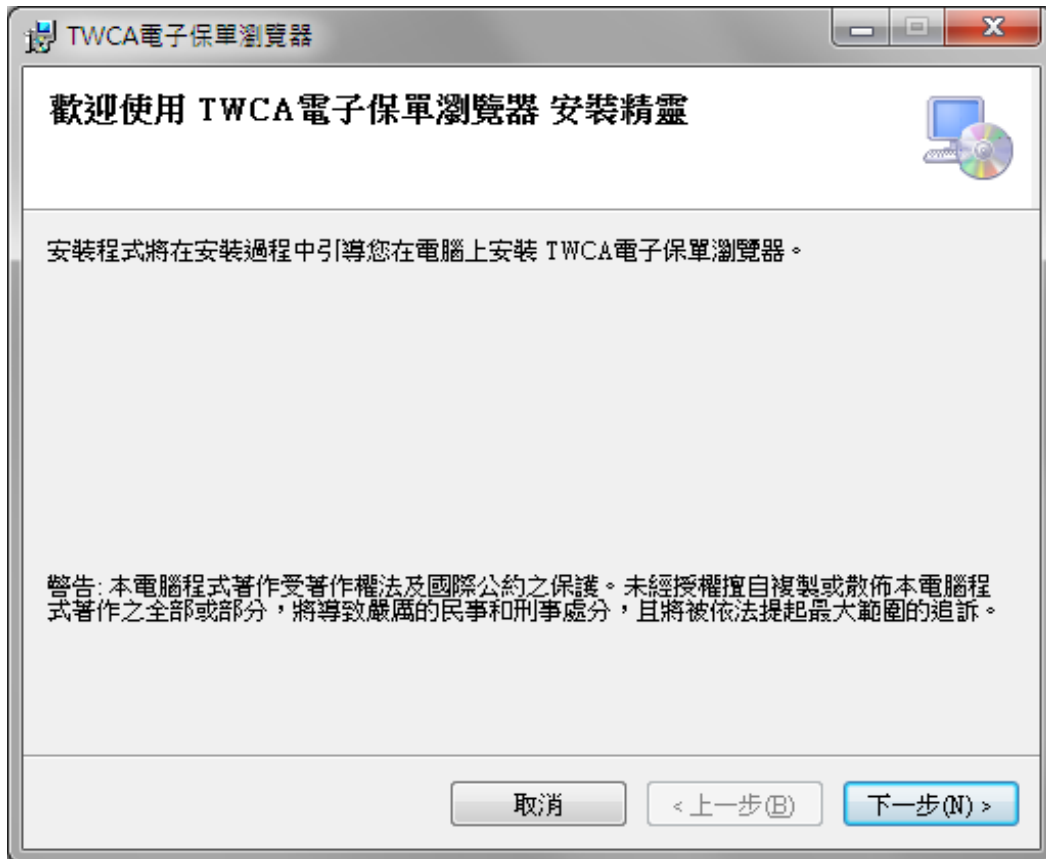 TWCA電子保單瀏覽器
歡迎使用 TWCA電子保單瀏覽器 安裝精靈
安裝程式將在安裝過程中引導您在電腦上安裝 TWCA電子保單瀏覽器。
警告: 本電腦程式著作受著作權法及國際公約之保護。未經授權擅自複製或散佈本電腦程
式著作之全部或部分，將導致嚴厲的民事和刑事處分，且將被依法提起最大範圍的追訴。
取消
<上一步(B)
下一步(N) >